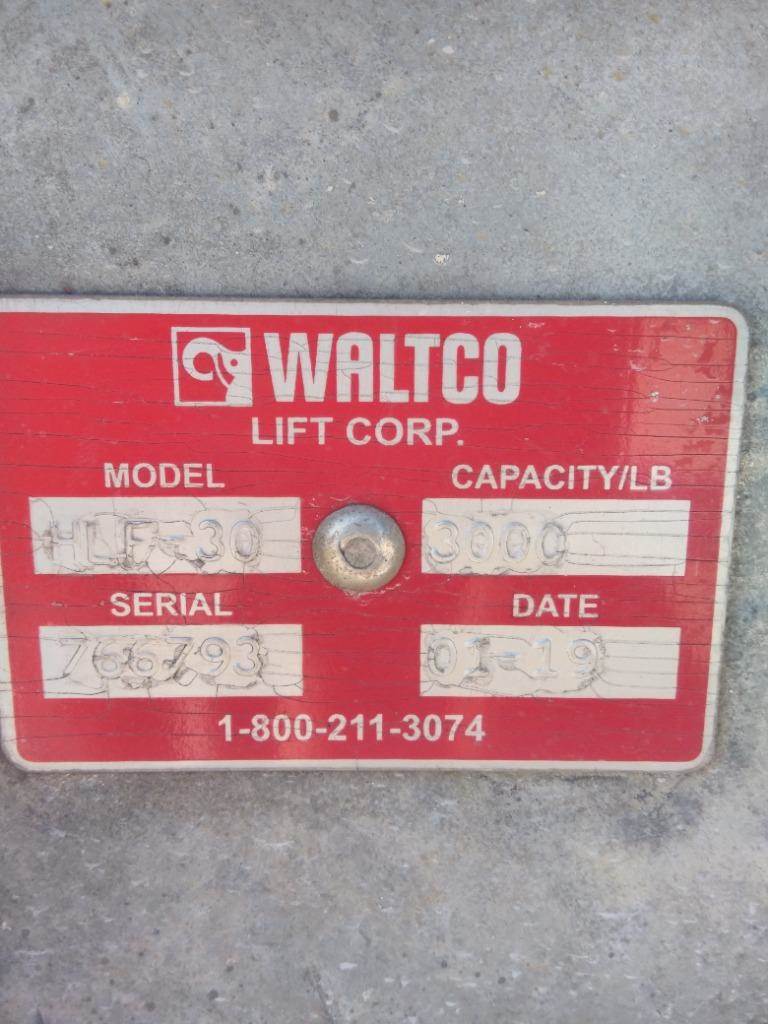 WALTCO
LIFT CORP.
MODEL CAPACITY/LB
HLF-30 3000
SERIAL DATE
766793 01-19
1-800-211-3074